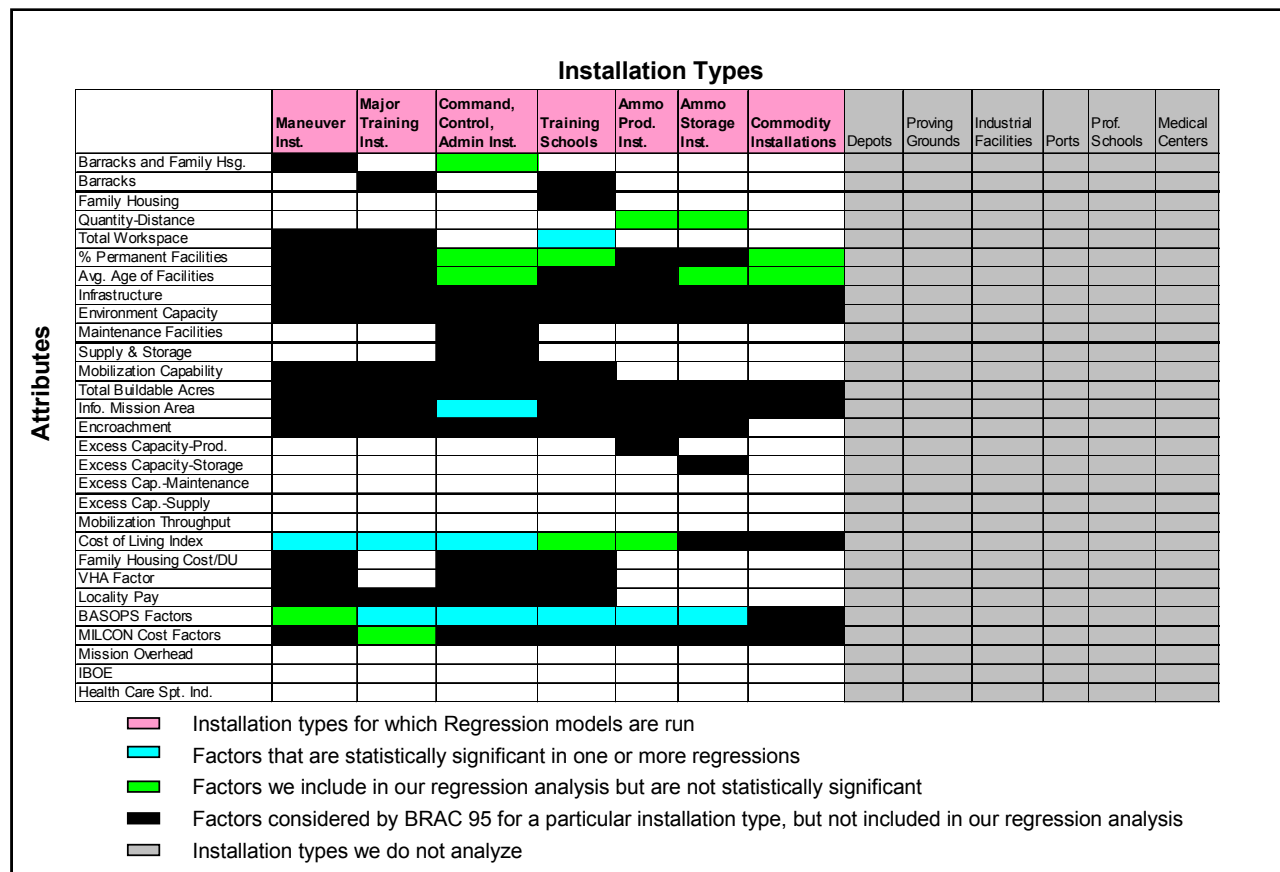 Installation Types
Maneuver Inst.
Major Training Inst.
Command, Control, Admin Inst.
Training Schools
Ammo Prod. Inst.
Ammo Storage Inst.
Commodity Installations
Depots
Proving Grounds
Industrial Facilities
Ports
Prof. Schools
Medical Centers
Attributes
Barracks and Family Hsg.
Barracks
Family Housing
Quantity-Distance
Total Workspace
% Permanent Facilities
Avg. Age of Facilities
Infrastructure
Environment Capacity
Maintenance Facilities
Supply & Storage
Mobilization Capability
Total Buildable Acres
Info. Mission Area
Encroachment
Excess Capacity-Prod.
Excess Capacity-Storage
Excess Cap.-Maintenance
Excess Cap.-Supply
Mobilization Throughput
Cost of Living Index
Family Housing Cost/DU
VHA Factor
Locality Pay
BASOPS Factors
MILCON Cost Factors
Mission Overhead
IBOE
Health Care Spt. Ind.
Installation types for which Regression models are run
Factors that are statistically significant in one or more regressions
Factors we include in our regression analysis but are not statistically significant
Factors considered by BRAC 95 for a particular installation type, but not included in our regression analysis
Installation types we do not analyze